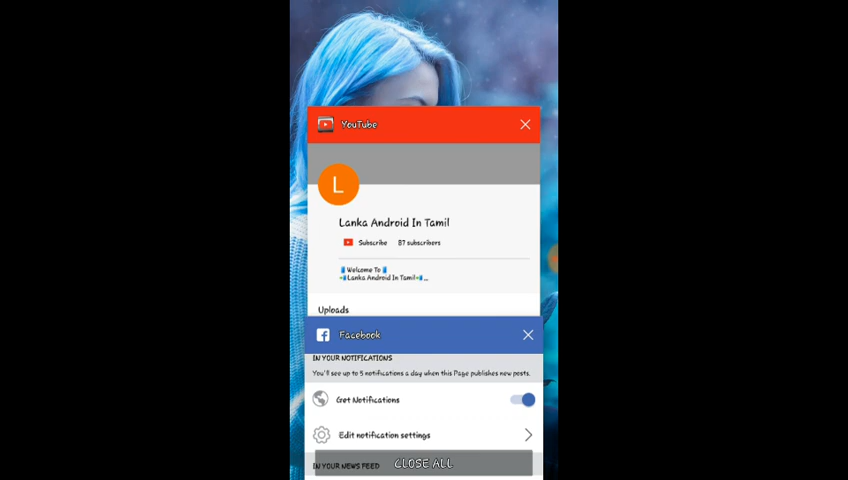 YouTube
L
Lanka Android In Tamil
Subscribe 87 subscribers
📱Welcome To📱
📲Lanka Android In Tamil📲...
Uploads
Facebook
IN YOUR NOTIFICATIONS
You'll see up to 5 notifications a day when this Page publishes new posts.
Get Notifications
Edit notification settings
IN YOUR NEWS FEED
CLOSE ALL